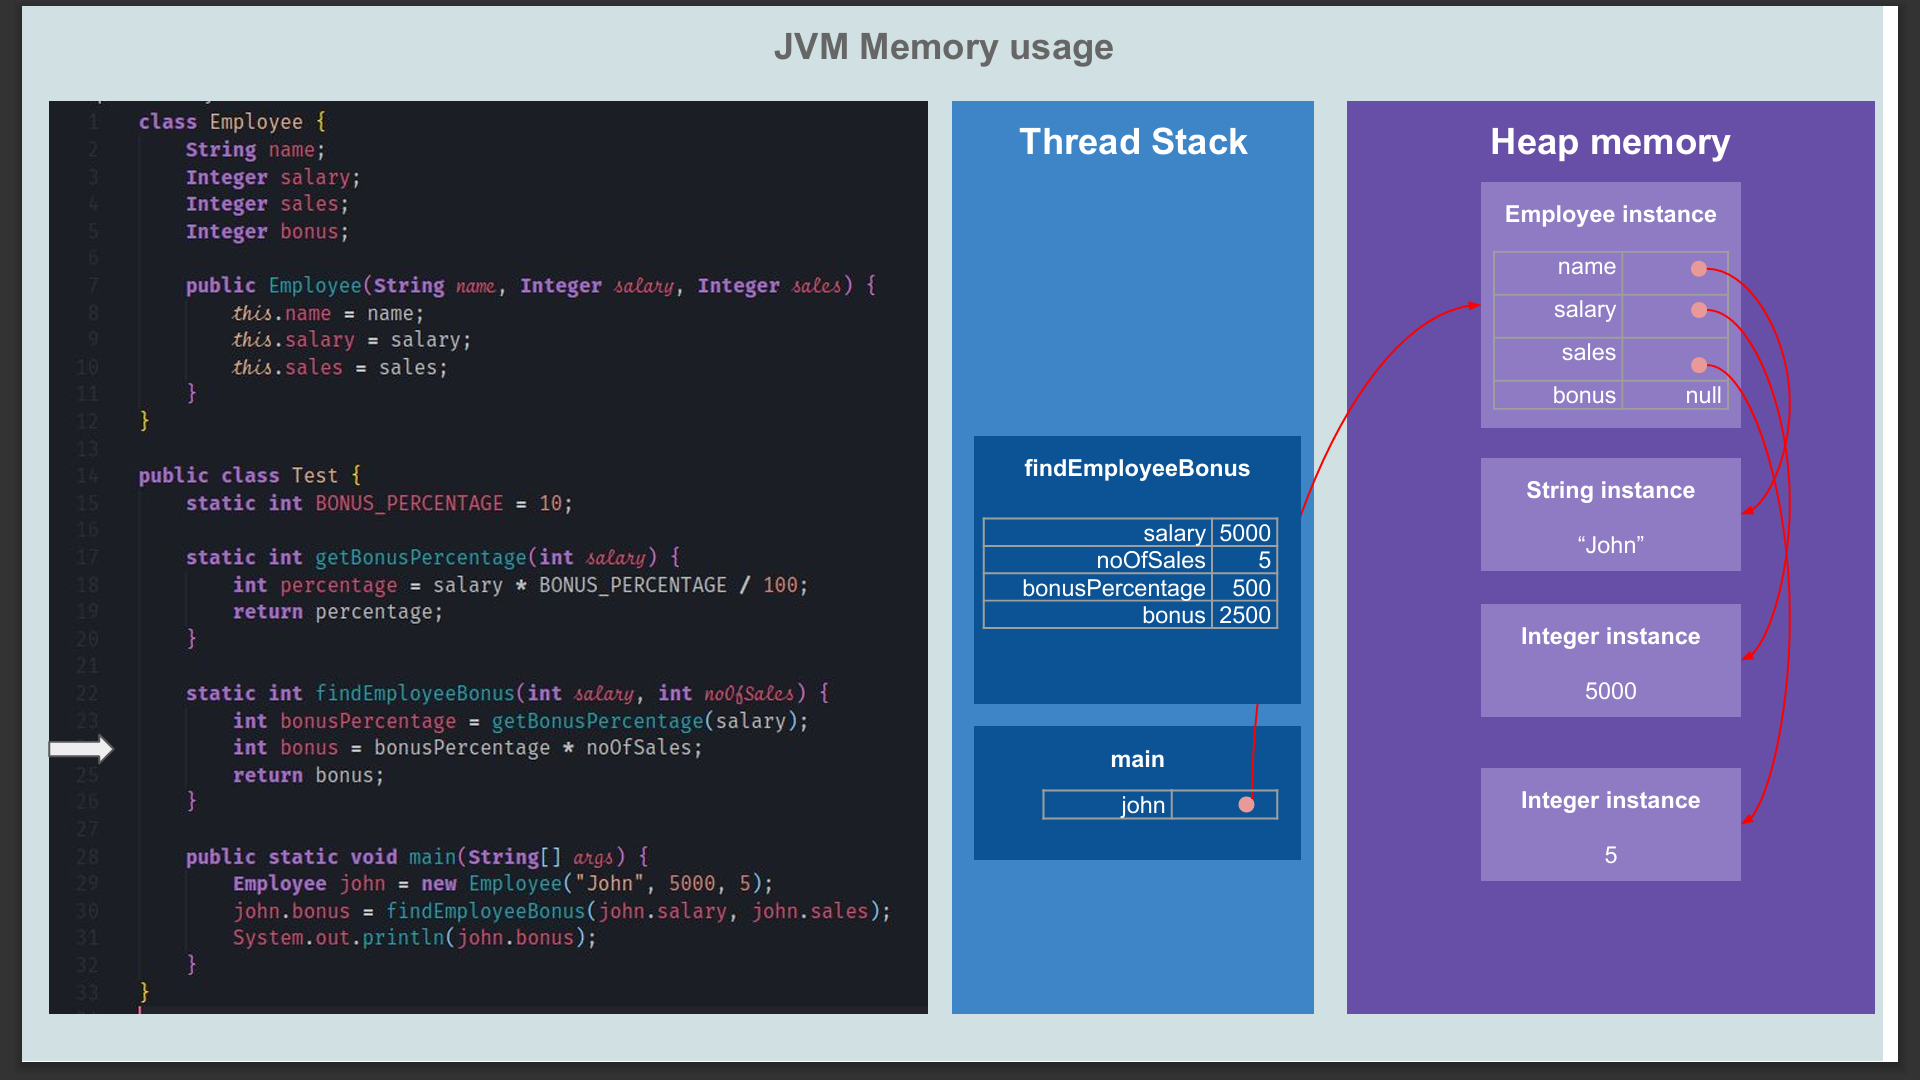 JVM Memory usage
1 class Employee {
2 String name;
3 Integer salary;
4 Integer sales;
5 Integer bonus;
6
7 public Employee(String name, Integer salary, Integer sales) {
8 this.name = name;
9 this.salary = salary;
10 this.sales = sales;
11 }
12 }
13
14 public class Test {
15 static int BONUS_PERCENTAGE = 10;
16
17 static int getBonusPercentage(int salary) {
18 int percentage = salary * BONUS_PERCENTAGE / 100;
19 return percentage;
20 }
21
22 static int findEmployeeBonus(int salary, int noOfSales) {
23 int bonusPercentage = getBonusPercentage(salary);
int bonus = bonusPercentage * noOfSales;
25 return bonus;
26 }
27
28 public static void main(String[] args) {
29 Employee john = new Employee("John", 5000, 5);
30 john.bonus = findEmployeeBonus(john.salary, john.sales);
31 System.out.println(john.bonus);
32 }
33 }
Thread Stack
findEmployeeBonus
salary 5000
noOfSales 5
bonusPercentage 500
bonus 2500
main
john
Heap memory
Employee instance
name
salary
sales
bonus null
String instance
“John”
Integer instance
5000
Integer instance
5